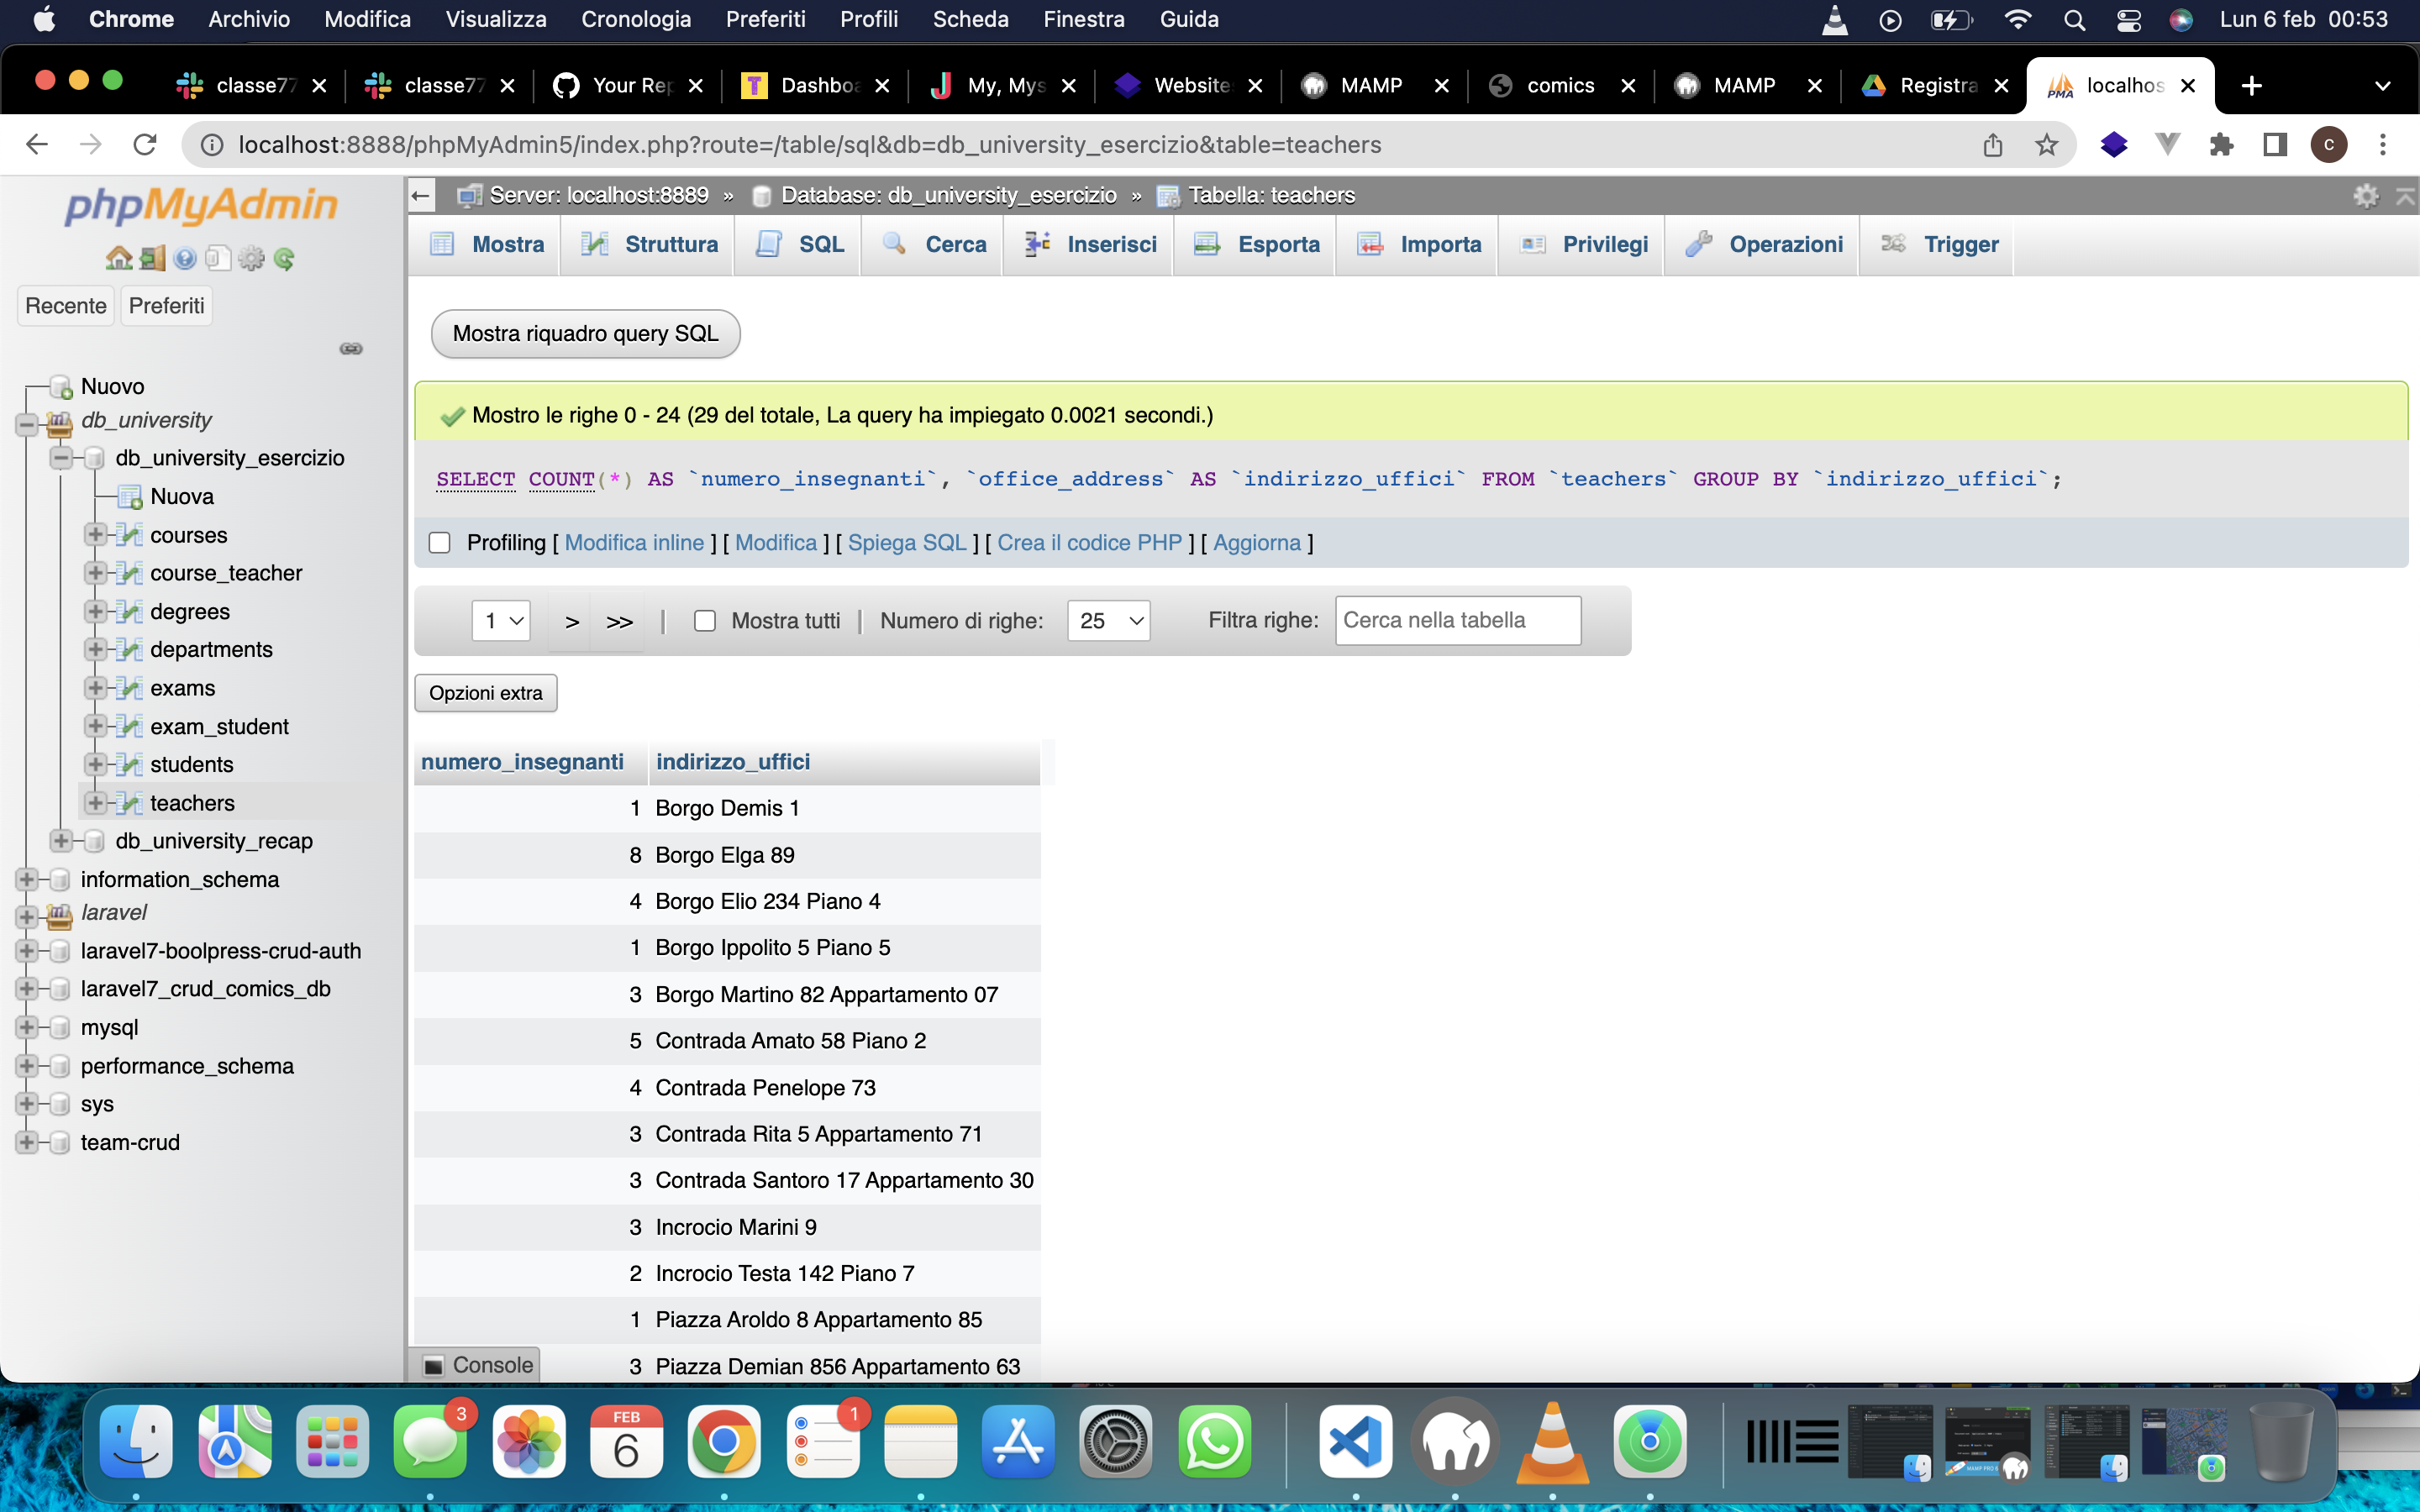 Chrome Archivio Modifica Visualizza Cronologia Preferiti Profili Scheda Finestra Guida Lun 6 feb 00:53
classe77 classe77 Your Rep Dashboa My, Mys Website MAMP comics MAMP Registra PMA localhos
localhost:8888/phpMyAdmin5/index.php?route=/table/sql&db=db_university_esercizio&table=teachers C
phpMyAdmin
Recente Preferiti
Nuovo
db_university
db_university_esercizio
Nuova
courses
course_teacher
degrees
departments
exams
exam_student
students
teachers
db_university_recap
information_schema
laravel
laravel7-boolpress-crud-auth
laravel7_crud_comics_db
mysql
performance_schema
sys
team-crud
Server: localhost:8889 » Database: db_university_esercizio » Tabella: teachers
Mostra Struttura SQL Cerca Inserisci Esporta Importa Privilegi Operazioni Trigger
Mostra riquadro query SQL
Mostro le righe 0 - 24 (29 del totale, La query ha impiegato 0.0021 secondi.)
SELECT COUNT(*) AS `numero_insegnanti`, `office_address` AS `indirizzo_uffici` FROM `teachers` GROUP BY `indirizzo_uffici`;
Profiling [ Modifica inline ] [ Modifica ] [ Spiega SQL ] [ Crea il codice PHP ] [ Aggiorna ]
1 > >> | Mostra tutti | Numero di righe: 25 Filtra righe: Cerca nella tabella
Opzioni extra
numero_insegnanti indirizzo_uffici
1 Borgo Demis 1
8 Borgo Elga 89
4 Borgo Elio 234 Piano 4
1 Borgo Ippolito 5 Piano 5
3 Borgo Martino 82 Appartamento 07
5 Contrada Amato 58 Piano 2
4 Contrada Penelope 73
3 Contrada Rita 5 Appartamento 71
3 Contrada Santoro 17 Appartamento 30
3 Incrocio Marini 9
2 Incrocio Testa 142 Piano 7
1 Piazza Aroldo 8 Appartamento 85
3 Piazza Demian 856 Appartamento 63
Console
3 FEB 6 1